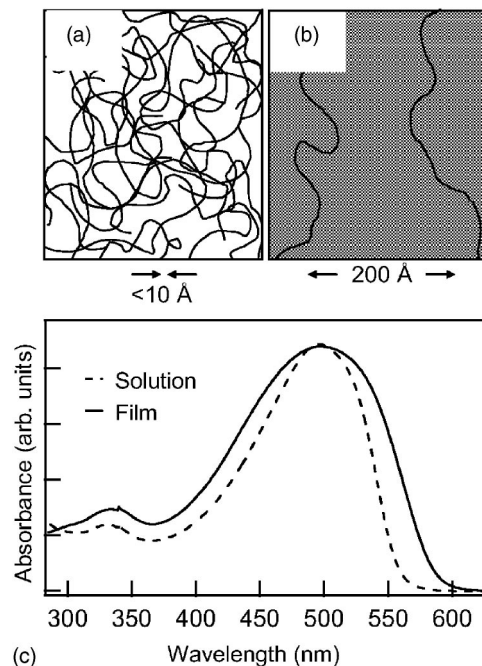 (a)
(b)
<10 Å
200 Å
Absorbance (arb. units)
Solution
Film
300 350 400 450 500 550 600
Wavelength (nm)
(c)